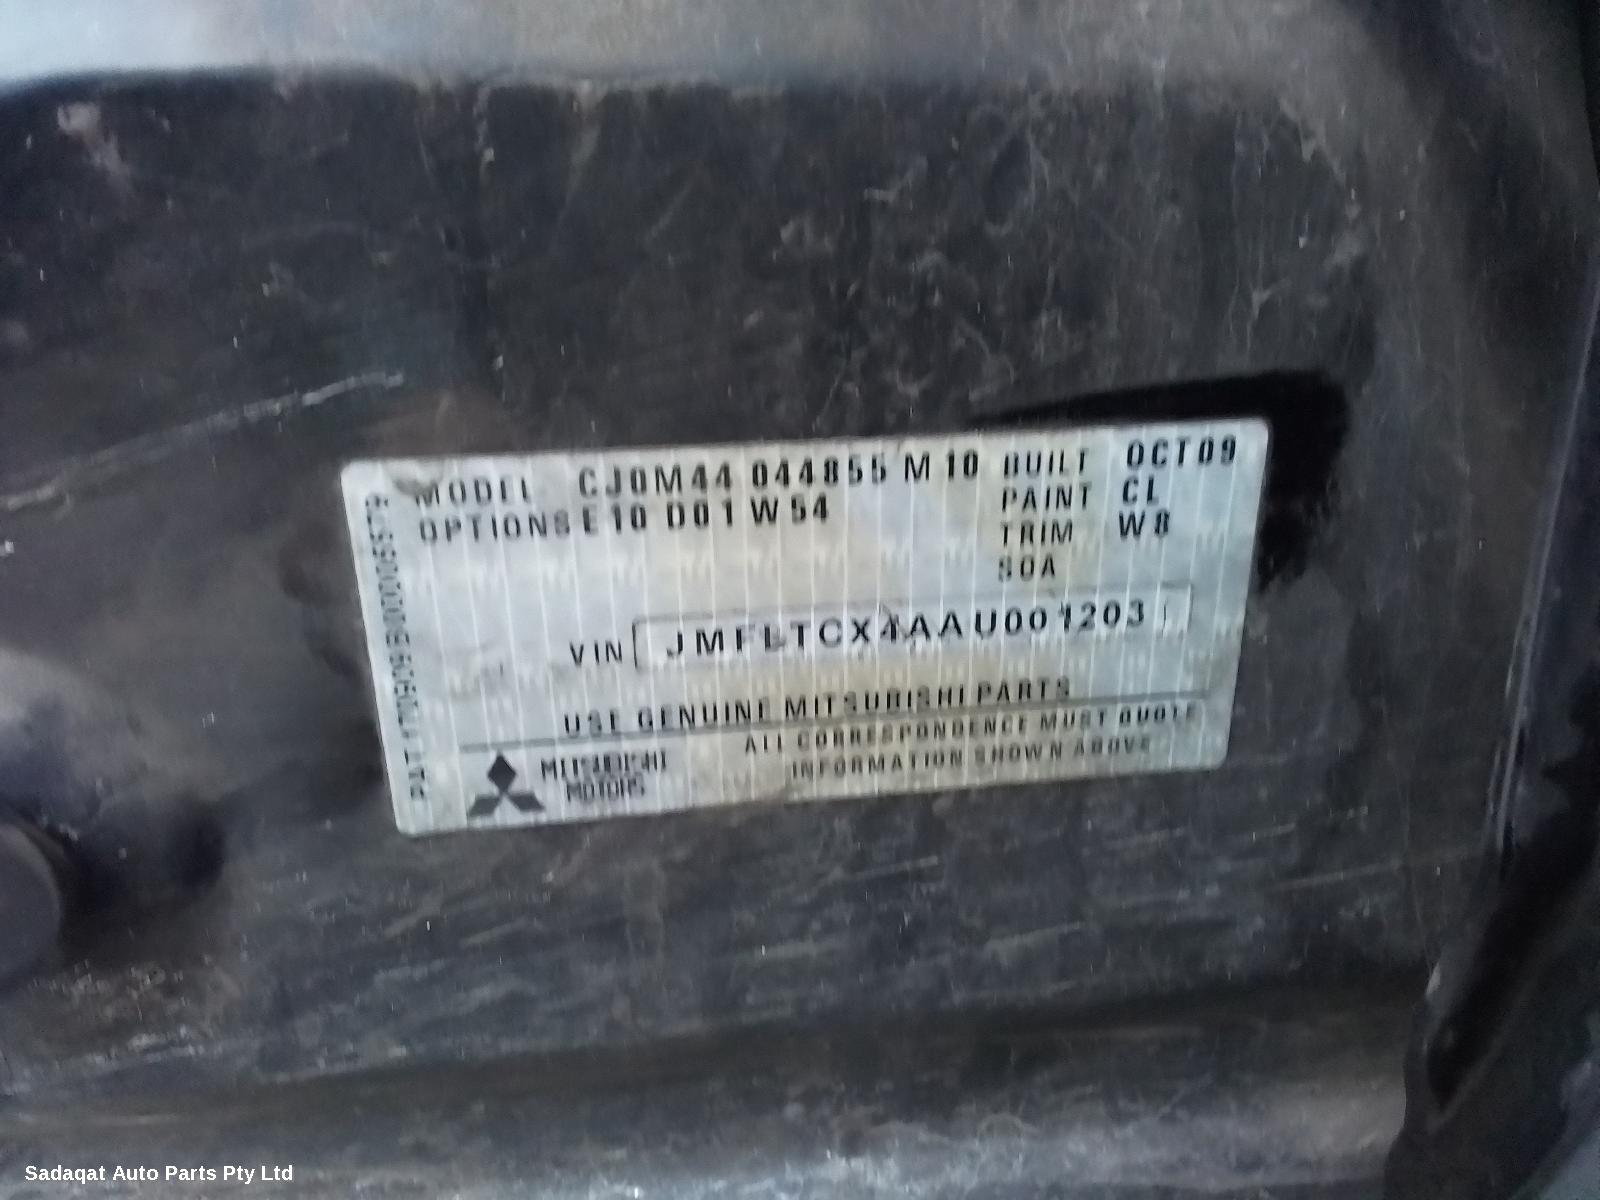 MODEL CJ0M44 044855 M10 BUILT OCT09
OPTIONS E10 D01 W54 PAINT CL
TRIM W8
SOA
VIN JMFLTCX4AAU001203
USE GENUINE MITSUBISHI PARTS
MITSUBISHI
MOTORS
ALL CORRESPONDENCE MUST QUOTE
INFORMATION SHOWN ABOVE
Sadaqat Auto Parts Pty Ltd